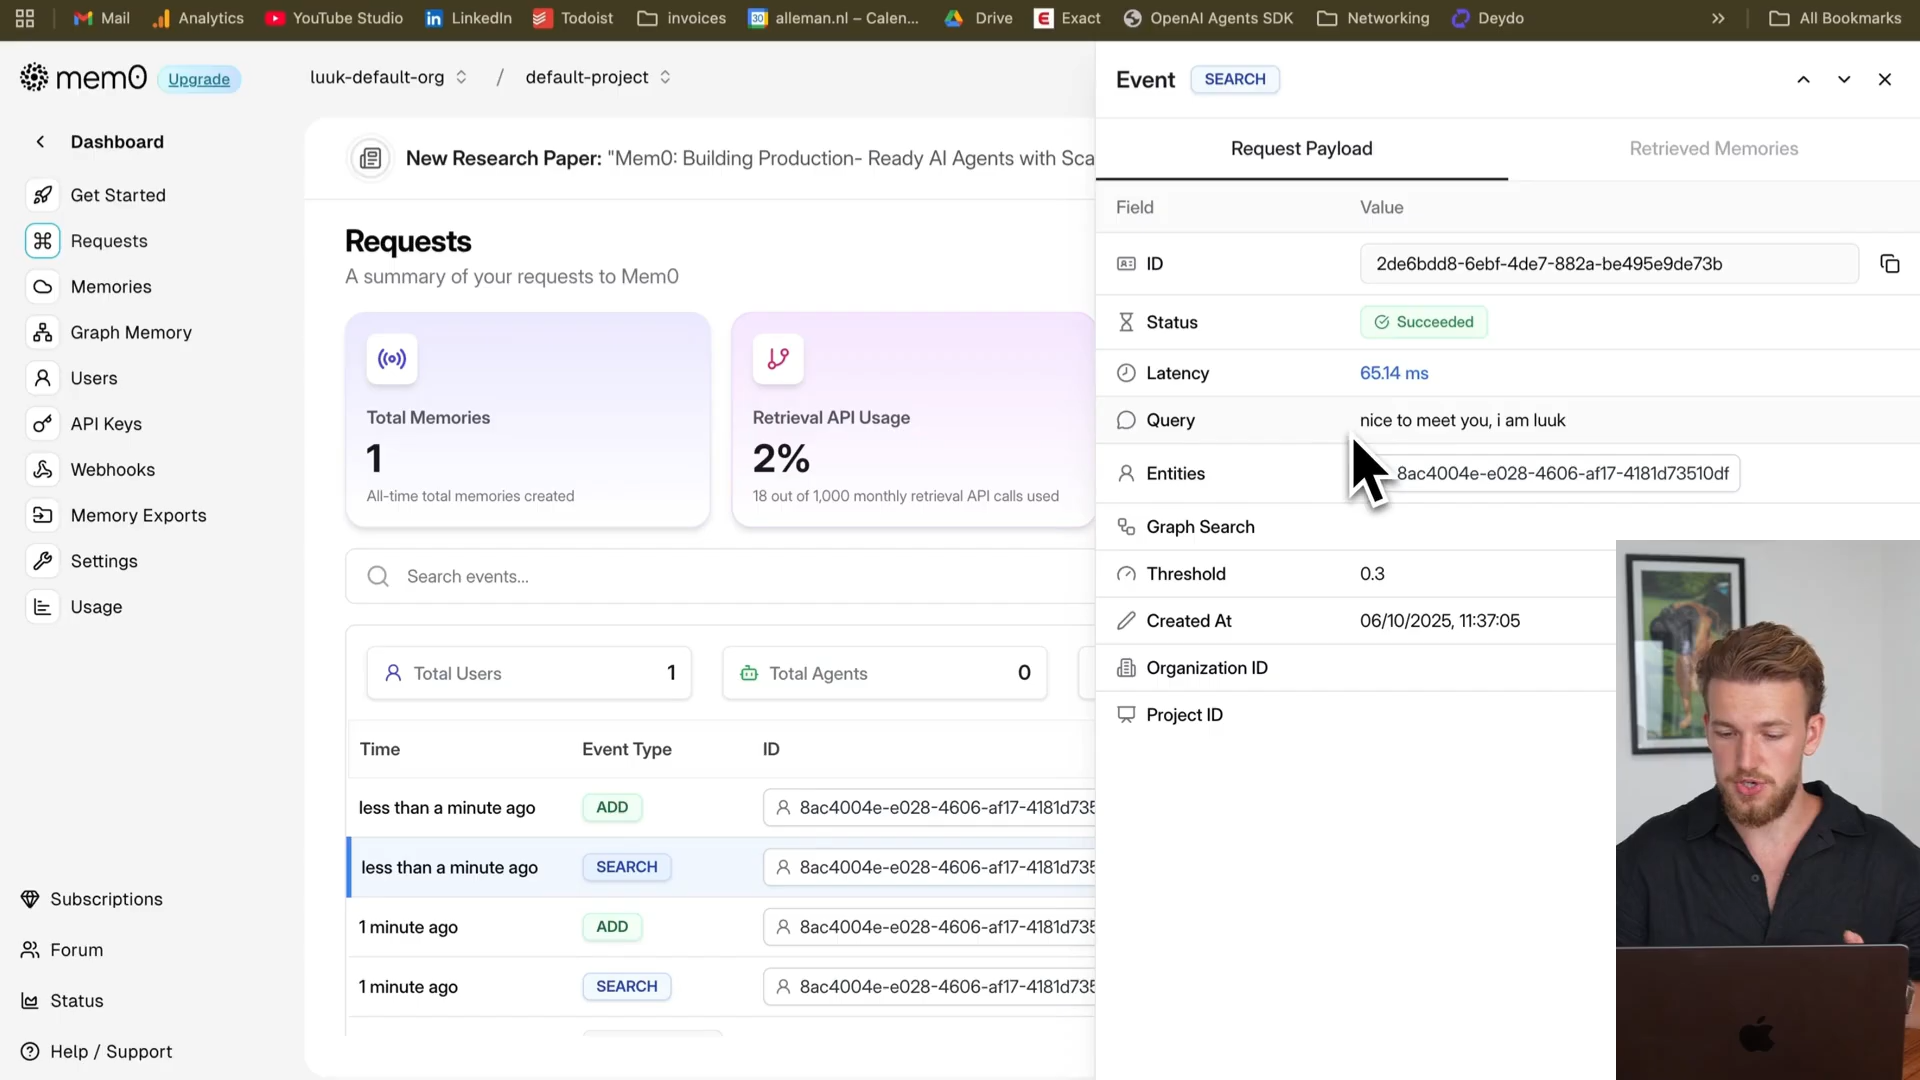 Mail
Analytics
YouTube Studio
LinkedIn
Todoist
invoices
30 alleman.nl – Calen...
Drive
E Exact
OpenAI Agents SDK
Networking
Deydo
All Bookmarks
mem0 Upgrade
luuk-default-org / default-project
Dashboard
Get Started
Requests
Memories
Graph Memory
Users
API Keys
Webhooks
Memory Exports
Settings
Usage
Subscriptions
Forum
Status
Help / Support
New Research Paper: "Mem0: Building Production- Ready AI Agents with Sca
Requests
A summary of your requests to Mem0
Total Memories
1
All-time total memories created
Retrieval API Usage
2%
18 out of 1,000 monthly retrieval API calls used
Search events...
Total Users 1
Total Agents 0
Time Event Type ID
less than a minute ago ADD 8ac4004e-e028-4606-af17-4181d735
less than a minute ago SEARCH 8ac4004e-e028-4606-af17-4181d735
1 minute ago ADD 8ac4004e-e028-4606-af17-4181d735
1 minute ago SEARCH 8ac4004e-e028-4606-af17-4181d735
Event SEARCH
Request Payload Retrieved Memories
Field Value
ID 2de6bdd8-6ebf-4de7-882a-be495e9de73b
Status Succeeded
Latency 65.14 ms
Query nice to meet you, i am luuk
Entities 8ac4004e-e028-4606-af17-4181d73510df
Graph Search
Threshold 0.3
Created At 06/10/2025, 11:37:05
Organization ID
Project ID